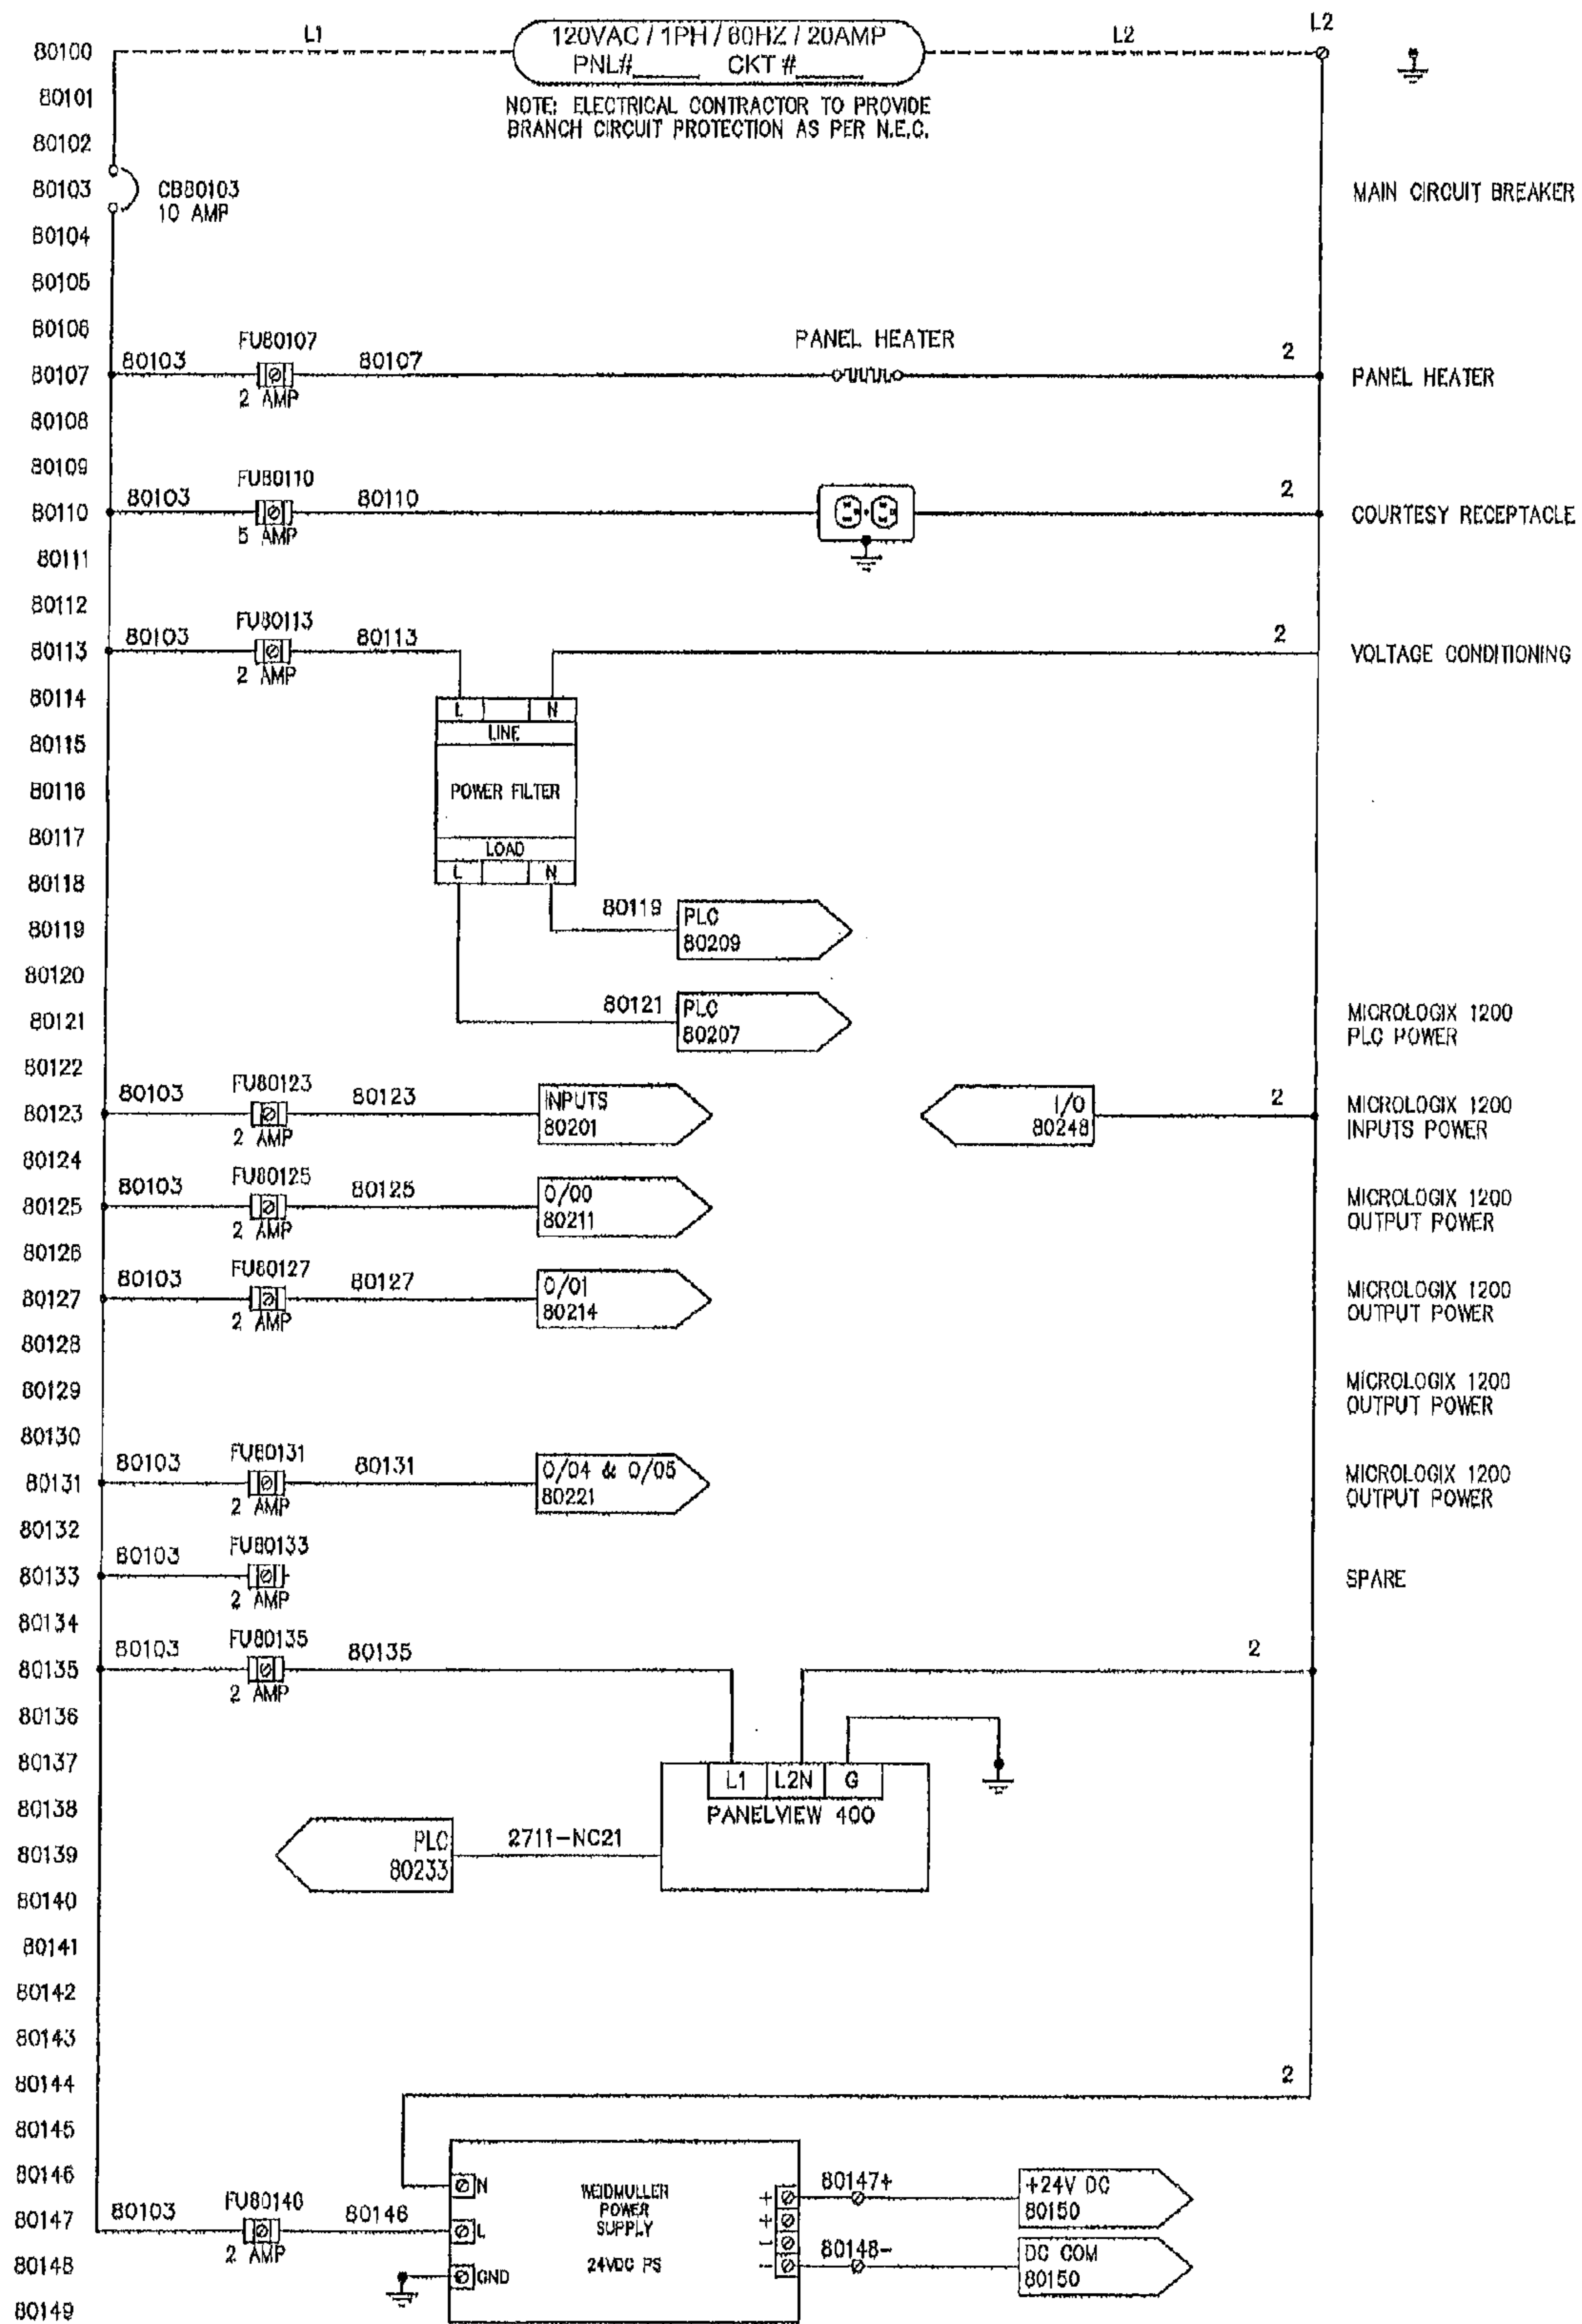 L1
L2
L2
80100
120VAC / 1PH / 60HZ / 20AMP
PNL#______ CKT #______
80101
NOTE: ELECTRICAL CONTRACTOR TO PROVIDE
BRANCH CIRCUIT PROTECTION AS PER N.E.C.
80102
80103
CB80103
10 AMP
MAIN CIRCUIT BREAKER
80104
80105
80106
FU80107
PANEL HEATER
80107
80103
80107
2
2 AMP
PANEL HEATER
80108
80109
FU80110
80110
80103
80110
2
5 AMP
COURTESY RECEPTACLE
80111
80112
FU80113
80113
80103
80113
2
2 AMP
VOLTAGE CONDITIONING
80114
L N
LINE
80115
80116
POWER FILTER
80117
LOAD
80118
L N
80119
80119
PLC
80209
80120
80121
80121
PLC
80207
MICROLOGIX 1200
PLC POWER
80122
FU80123
80123
80103
80123
2 AMP
INPUTS
80201
I/O
80248
2
MICROLOGIX 1200
INPUTS POWER
80124
FU80125
80125
80103
80125
2 AMP
O/00
80211
MICROLOGIX 1200
OUTPUT POWER
80126
FU80127
80127
80103
80127
2 AMP
O/01
80214
MICROLOGIX 1200
OUTPUT POWER
80128
80129
MICROLOGIX 1200
OUTPUT POWER
80130
FU80131
80131
80103
80131
2 AMP
O/04 & O/05
80221
MICROLOGIX 1200
OUTPUT POWER
80132
FU80133
80133
80103
2 AMP
SPARE
80134
FU80135
80135
80103
80135
2
2 AMP
80136
80137
L1 L2N G
80138
PANELVIEW 400
80139
PLC
80233
2711-NC21
80140
80141
80142
80143
80144
2
80145
80146
N
WEIDMULLER
POWER
SUPPLY
24VDC PS
+
80147+
+24V DC
80150
80147
80103
FU80146
80146
2 AMP
L
+
-
80148
GND
-
80148-
DC COM
80150
80149